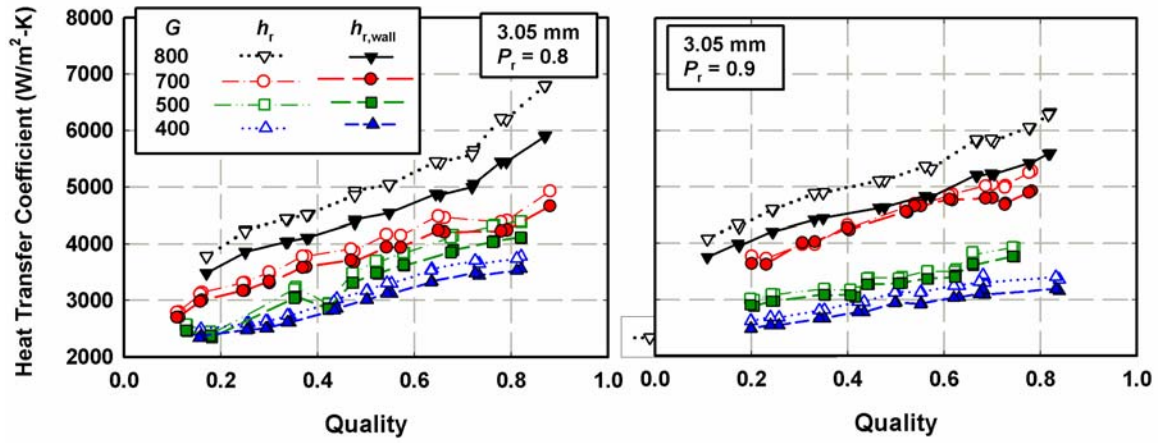 Heat Transfer Coefficient (W/m²-K)
8000
7000
6000
5000
4000
3000
2000
G hr hr,wall
800
700
500
400
3.05 mm
Pr = 0.8
3.05 mm
Pr = 0.9
0.0 0.2 0.4 0.6 0.8 1.0
0.0 0.2 0.4 0.6 0.8 1.0
Quality
Quality